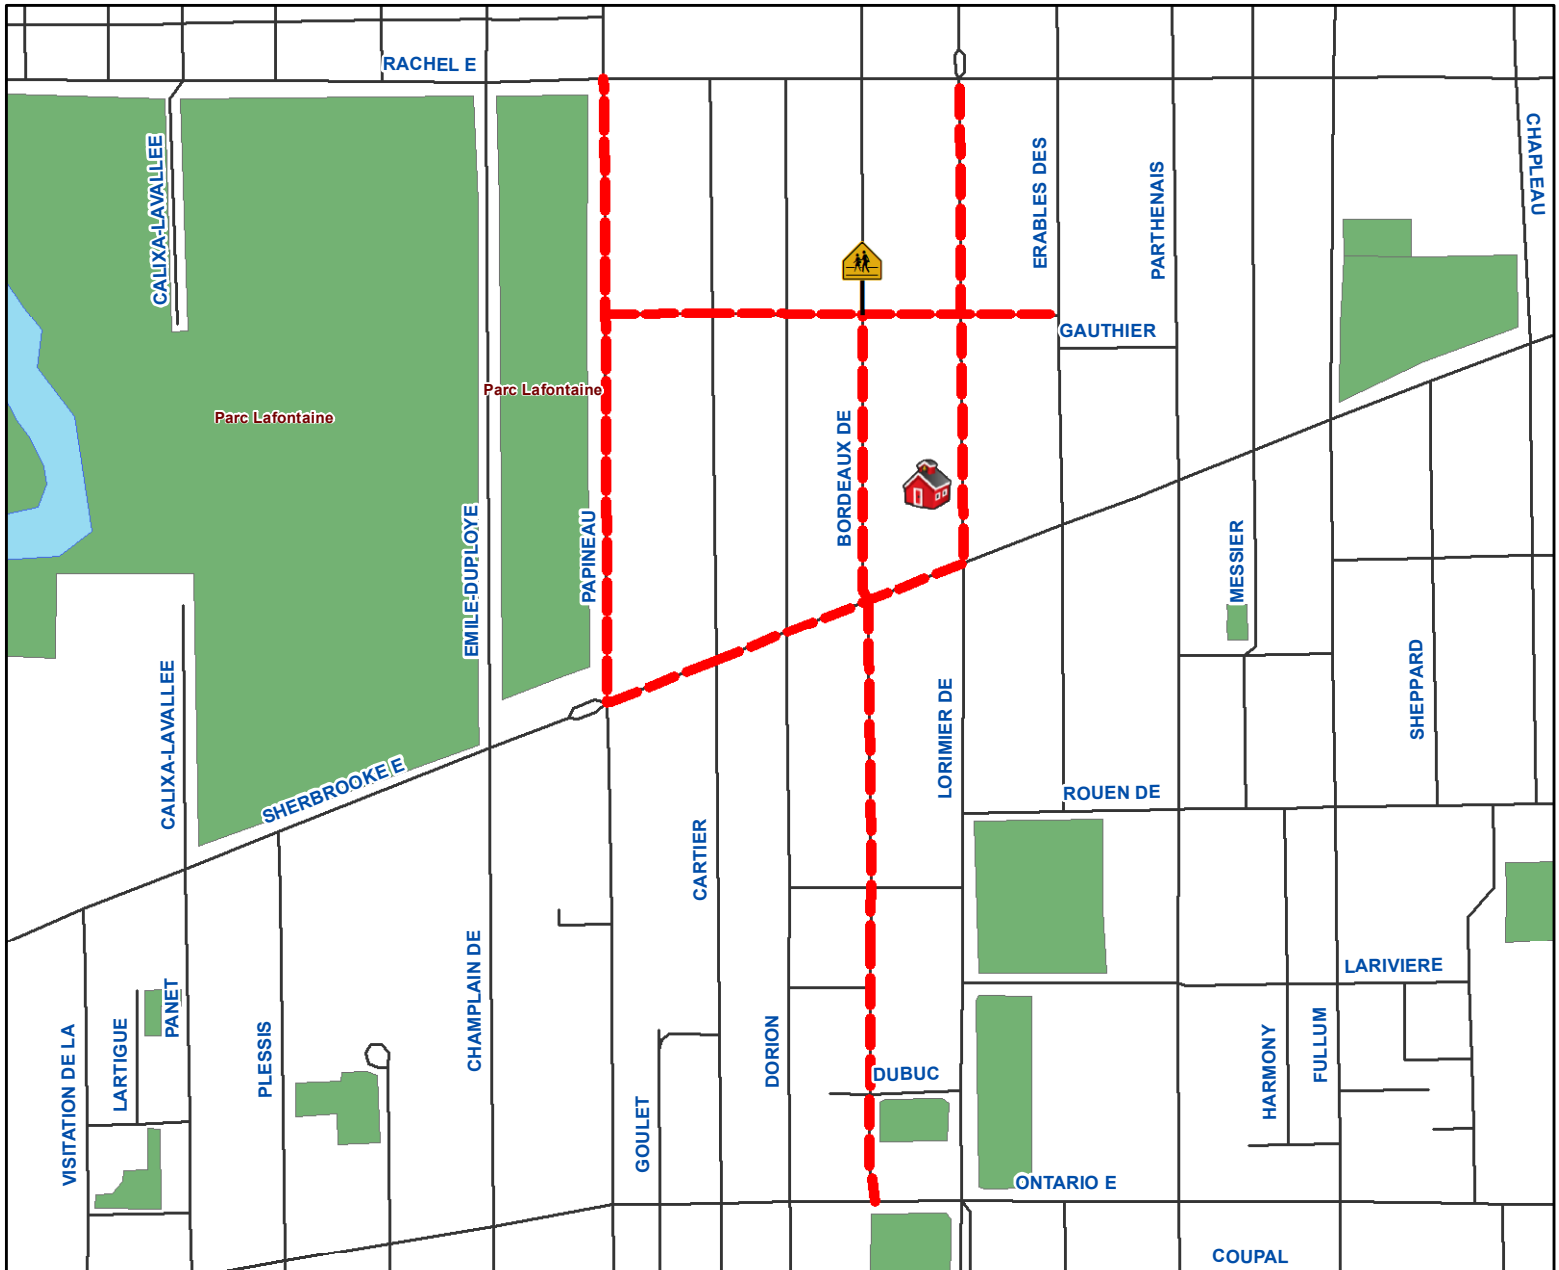 RACHEL E
CHAPLEAU
CALIXA-LAVALLEE
ERABLES DES
PARTHENAIS
GAUTHIER
Parc Lafontaine
Parc Lafontaine
BORDEAUX DE
EMILE-DUPLOYE
PAPINEAU
MESSIER
SHEPPARD
CALIXA-LAVALLEE
LORIMIER DE
SHERBROOKE E
ROUEN DE
CARTIER
LARIVIERE
CHAMPLAIN DE
PANET
VISITATION DE LA
LARTIGUE
PLESSIS
DORION
DUBUC
HARMONY
FULLUM
GOULET
ONTARIO E
COUPAL